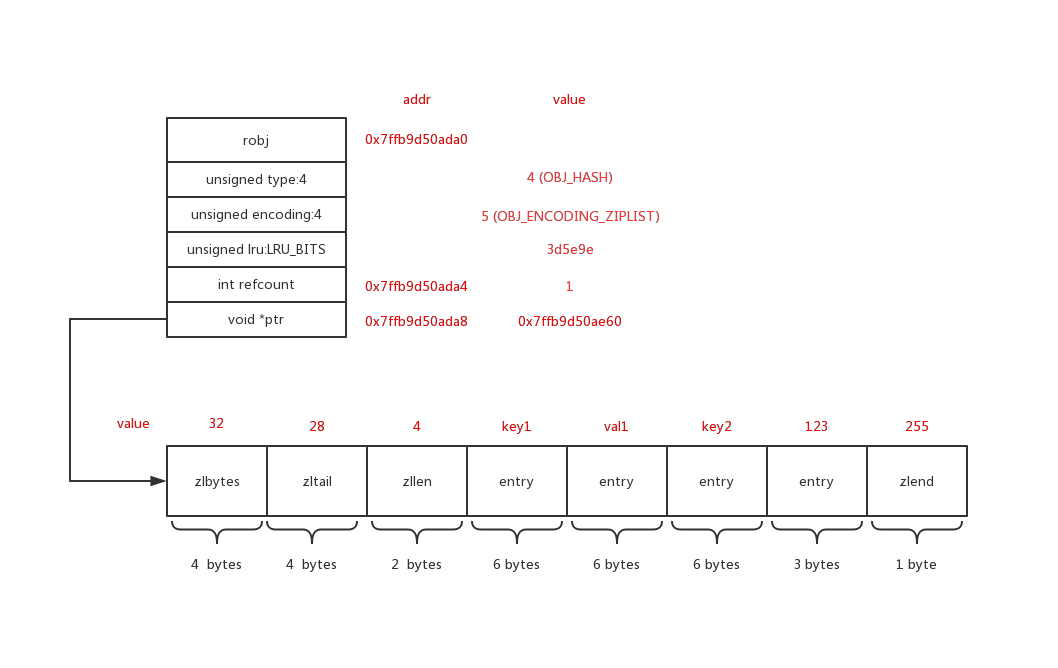 addr value
robj 0x7ffb9d50ada0
unsigned type:4 4 (OBJ_HASH)
unsigned encoding:4 5 (OBJ_ENCODING_ZIPLIST)
unsigned lru:LRU_BITS 3d5e9e
int refcount 0x7ffb9d50ada4 1
void *ptr 0x7ffb9d50ada8 0x7ffb9d50ae60
value 32 28 4 key1 val1 key2 123 255
zlbytes zltail zllen entry entry entry entry zlend
4 bytes 4 bytes 2 bytes 6 bytes 6 bytes 6 bytes 3 bytes 1 byte